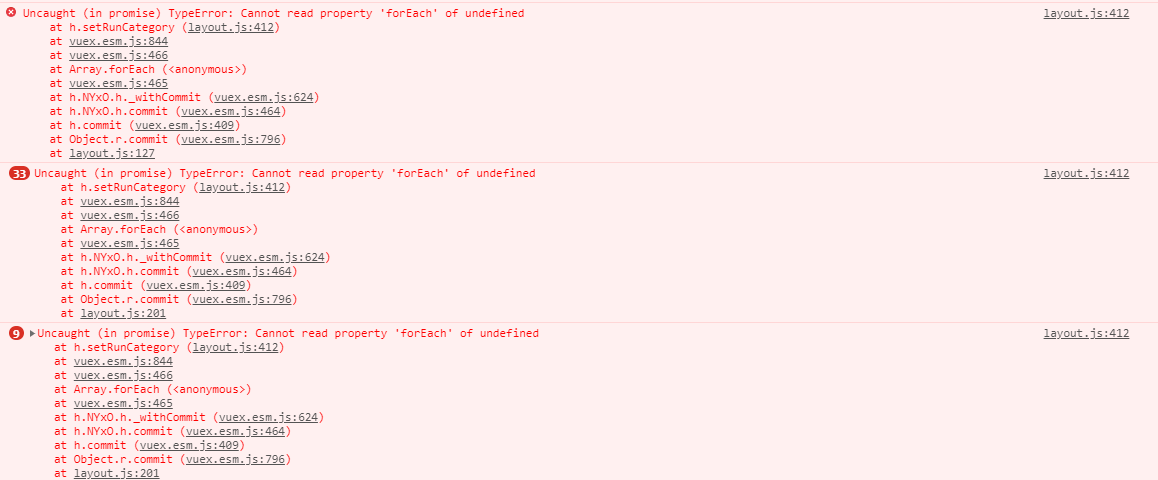 Uncaught (in promise) TypeError: Cannot read property 'forEach' of undefined layout.js:412
at h.setRunCategory (layout.js:412)
at vuex.esm.js:844
at vuex.esm.js:466
at Array.forEach (<anonymous>)
at vuex.esm.js:465
at h.NYxO.h._withCommit (vuex.esm.js:624)
at h.NYxO.h.commit (vuex.esm.js:464)
at h.commit (vuex.esm.js:409)
at Object.r.commit (vuex.esm.js:796)
at layout.js:127
33 Uncaught (in promise) TypeError: Cannot read property 'forEach' of undefined layout.js:412
at h.setRunCategory (layout.js:412)
at vuex.esm.js:844
at vuex.esm.js:466
at Array.forEach (<anonymous>)
at vuex.esm.js:465
at h.NYxO.h._withCommit (vuex.esm.js:624)
at h.NYxO.h.commit (vuex.esm.js:464)
at h.commit (vuex.esm.js:409)
at Object.r.commit (vuex.esm.js:796)
at layout.js:201
9 Uncaught (in promise) TypeError: Cannot read property 'forEach' of undefined layout.js:412
at h.setRunCategory (layout.js:412)
at vuex.esm.js:844
at vuex.esm.js:466
at Array.forEach (<anonymous>)
at vuex.esm.js:465
at h.NYxO.h._withCommit (vuex.esm.js:624)
at h.NYxO.h.commit (vuex.esm.js:464)
at h.commit (vuex.esm.js:409)
at Object.r.commit (vuex.esm.js:796)
at layout.js:201